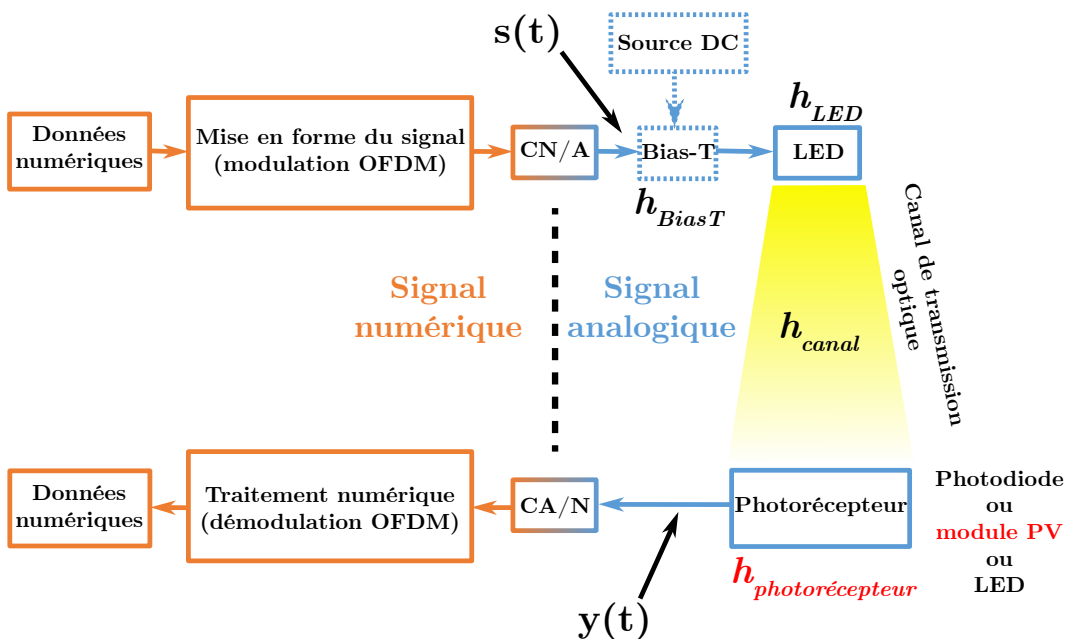 s(t)
Source DC
h_LED
Données
numériques
Mise en forme du signal
(modulation OFDM)
CN/A
Bias-T
LED
h_BiasT
Canal de transmission
optique
Signal
numérique
Signal
analogique
h_canal
Données
numériques
Traitement numérique
(démodulation OFDM)
CA/N
Photorécepteur
Photodiode
ou
module PV
ou
LED
h_photorécepteur
y(t)